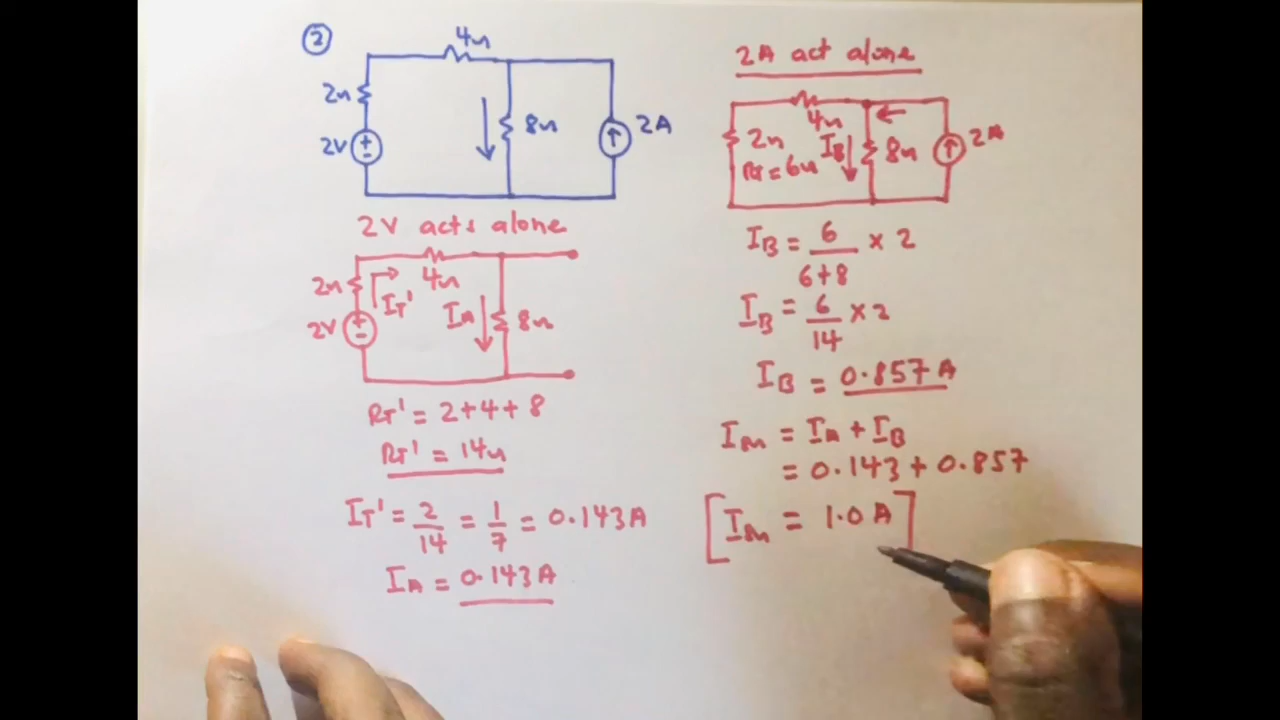 2
4Ω
2Ω
2V
8Ω
2A
2V acts alone
4Ω
2Ω
IT'
2V
IA
8Ω
RT' = 2+4+8
RT' = 14Ω
IT' = 2/14 = 1/7 = 0.143A
IA = 0.143A
2A act alone
4Ω
2Ω
IB
8Ω
2A
RT = 6Ω
IB = 6/6+8 × 2
IB = 6/14 × 2
IB = 0.857A
Im = IA + IB
= 0.143 + 0.857
[Im = 1.0A]